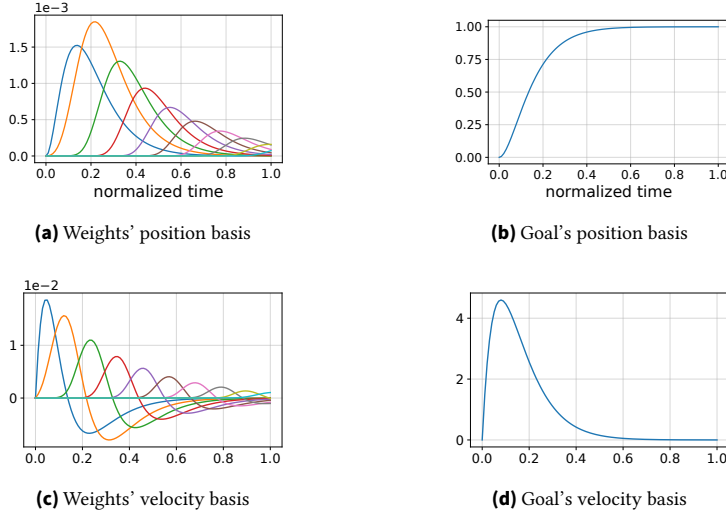 1e−3
1.5
1.0
0.5
0.0
0.0 0.2 0.4 0.6 0.8 1.0
normalized time
(a) Weights’ position basis
1.00
0.75
0.50
0.25
0.00
0.0 0.2 0.4 0.6 0.8 1.0
normalized time
(b) Goal’s position basis
1e−2
1
0
0.0 0.2 0.4 0.6 0.8 1.0
(c) Weights’ velocity basis
4
2
0
0.0 0.2 0.4 0.6 0.8 1.0
(d) Goal’s velocity basis